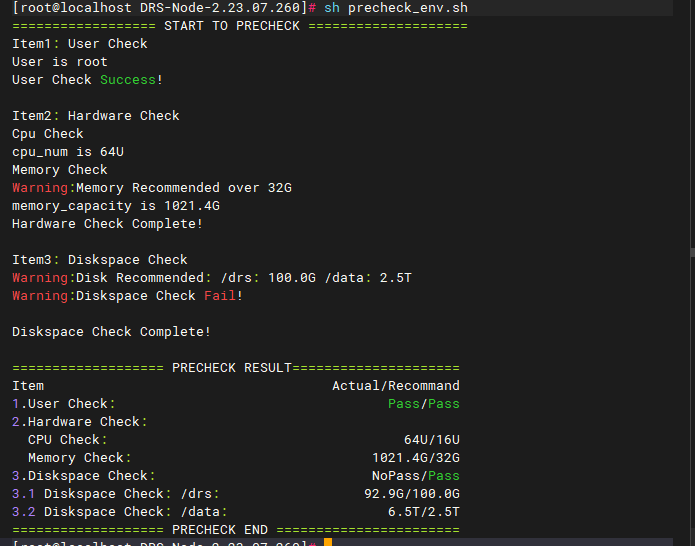 [root@localhost DRS-Node-2.23.07.260]# sh precheck_env.sh
================== START TO PRECHECK ====================
Item1: User Check
User is root
User Check Success!
Item2: Hardware Check
Cpu Check
cpu_num is 64U
Memory Check
Warning:Memory Recommended over 32G
memory_capacity is 1021.4G
Hardware Check Complete!
Item3: Diskspace Check
Warning:Disk Recommended: /drs: 100.0G /data: 2.5T
Warning:Diskspace Check Fail!
Diskspace Check Complete!
=================== PRECHECK RESULT=====================
Item Actual/Recommand
1.User Check: Pass/Pass
2.Hardware Check:
CPU Check: 64U/16U
Memory Check: 1021.4G/32G
3.Diskspace Check: NoPass/Pass
3.1 Diskspace Check: /drs: 92.9G/100.0G
3.2 Diskspace Check: /data: 6.5T/2.5T
=================== PRECHECK END =======================
[root@localhost DRS-Node-2.23.07.260]#